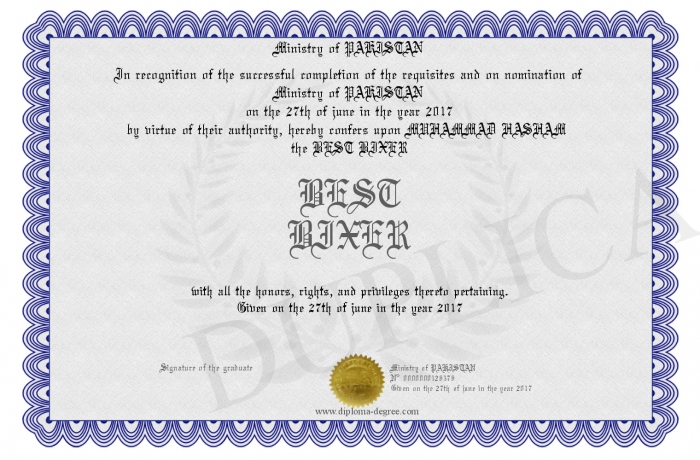 Ministry of PAKISTAN
In recognition of the successful completion of the requisites and on nomination of
Ministry of PAKISTAN
on the 27th of june in the year 2017
by virtue of their authority, hereby confers upon MUHAMMAD HASHAM
the BEST BIXER
BEST
BIXER
with all the honors, rights, and privileges thereto pertaining.
Given on the 27th of june in the year 2017
Signature of the graduate
Ministry of PAKISTAN
N° 0000000129379
Given on the 27th of june in the year 2017
www.diploma-degree.com
DUPLICA